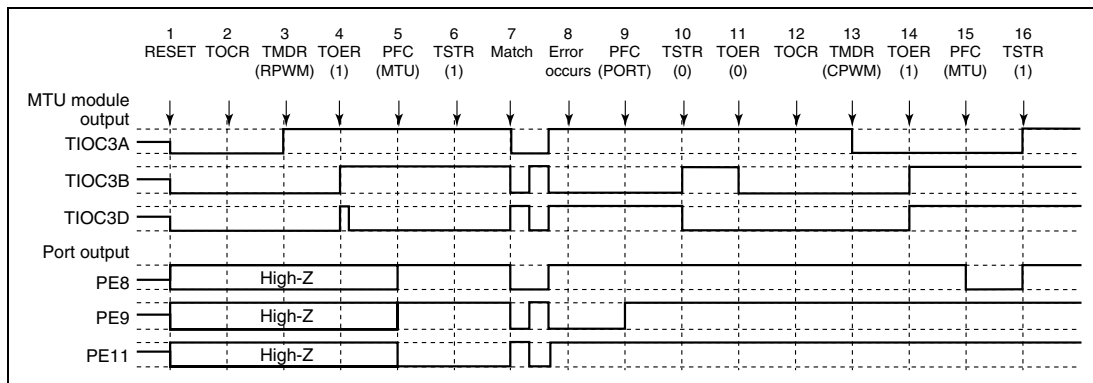 1 2 3 4 5 6 7 8 9 10 11 12 13 14 15 16
RESET TOCR TMDR TOER PFC TSTR Match Error PFC TSTR TOER TOCR TMDR TOER PFC TSTR
(RPWM) (1) (MTU) (1) occurs (PORT) (0) (0) (CPWM) (1) (MTU) (1)
MTU module
output
TIOC3A
TIOC3B
TIOC3D
Port output
PE8 High-Z
PE9 High-Z
PE11 High-Z